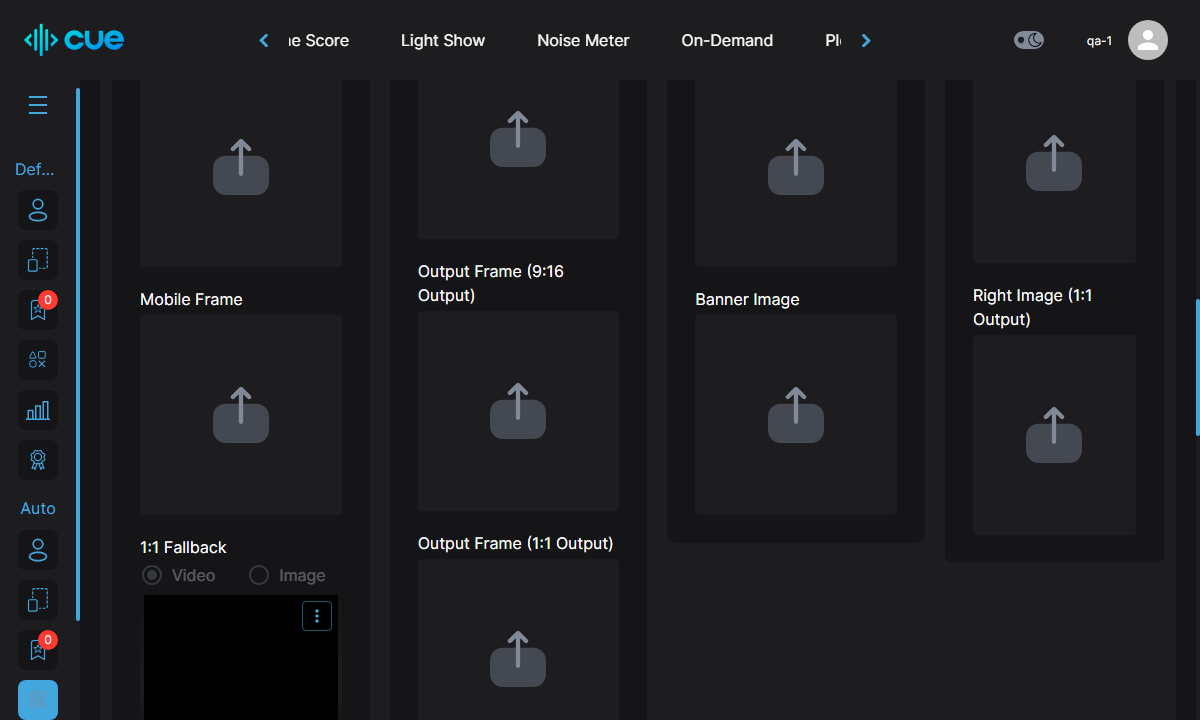 cue
e Score
Light Show
Noise Meter
On-Demand
qa-1
Def...
0
Auto
0
Mobile Frame
1:1 Fallback
Video
Image
Output Frame (9:16
Output)
Output Frame (1:1 Output)
Banner Image
Right Image (1:1
Output)